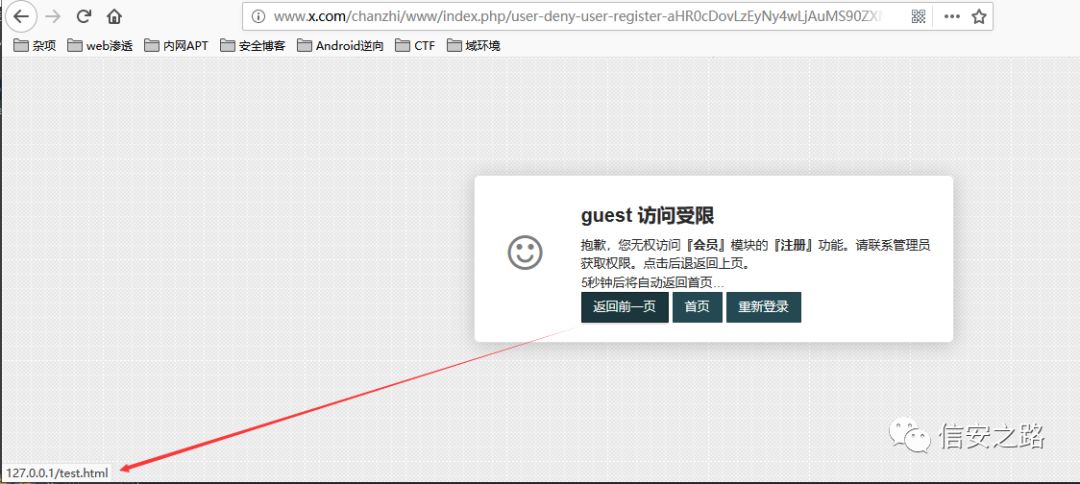 www.x.com/chanzhi/www/index.php/user-deny-user-register-aHR0cDovLzEyNy4wLjAuMS90ZX
杂项 web渗透 内网APT 安全博客 Android逆向 CTF 域环境
guest 访问受限
抱歉，您无权访问『会员』模块的『注册』功能。请联系管理员
获取权限。点击后退返回上页。
5秒钟后将自动返回首页...
返回前一页 首页 重新登录
信安之路
127.0.0.1/test.html